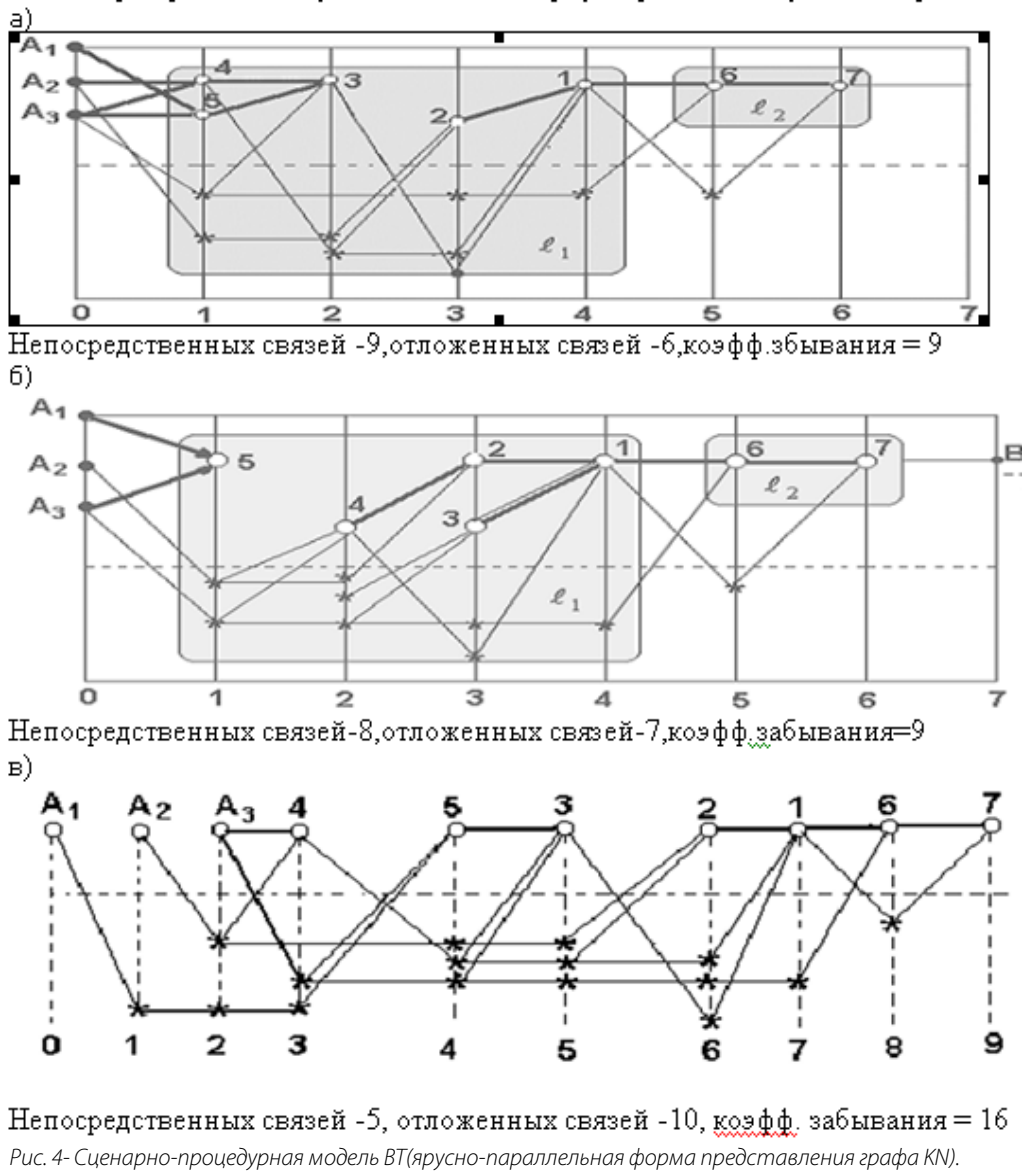 а)
A1
A2
A3
4
5
3
2
1
6
7
ℓ1
ℓ2
0 1 2 3 4 5 6 7
Непосредственных связей -9,отложенных связей -6,коэфф.збывания = 9
б)
A1
A2
A3
5
4
2
3
1
6
7
B
ℓ1
ℓ2
0 1 2 3 4 5 6 7
Непосредственных связей-8,отложенных связей-7,коэфф.забывания=9
в)
A1 A2 A3 4 5 3 2 1 6 7
0 1 2 3 4 5 6 7 8 9
Непосредственных связей -5, отложенных связей -10, коэфф. забывания = 16
Рис. 4- Сценарно-процедурная модель ВТ(ярусно-параллельная форма представления графа KN).